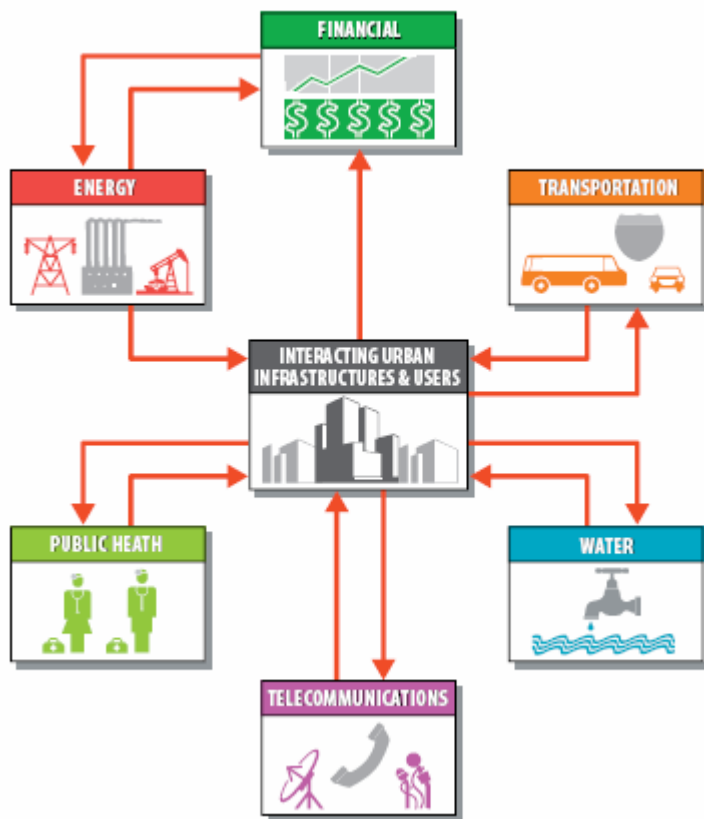 FINANCIAL
$ $ $ $ $
ENERGY
TRANSPORTATION
INTERACTING URBAN
INFRASTRUCTURES & USERS
PUBLIC HEATH
WATER
TELECOMMUNICATIONS